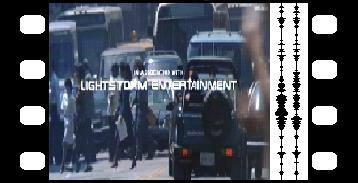 IN ASSOCIATION WITH
LIGHTSTORM ENTERTAINMENT